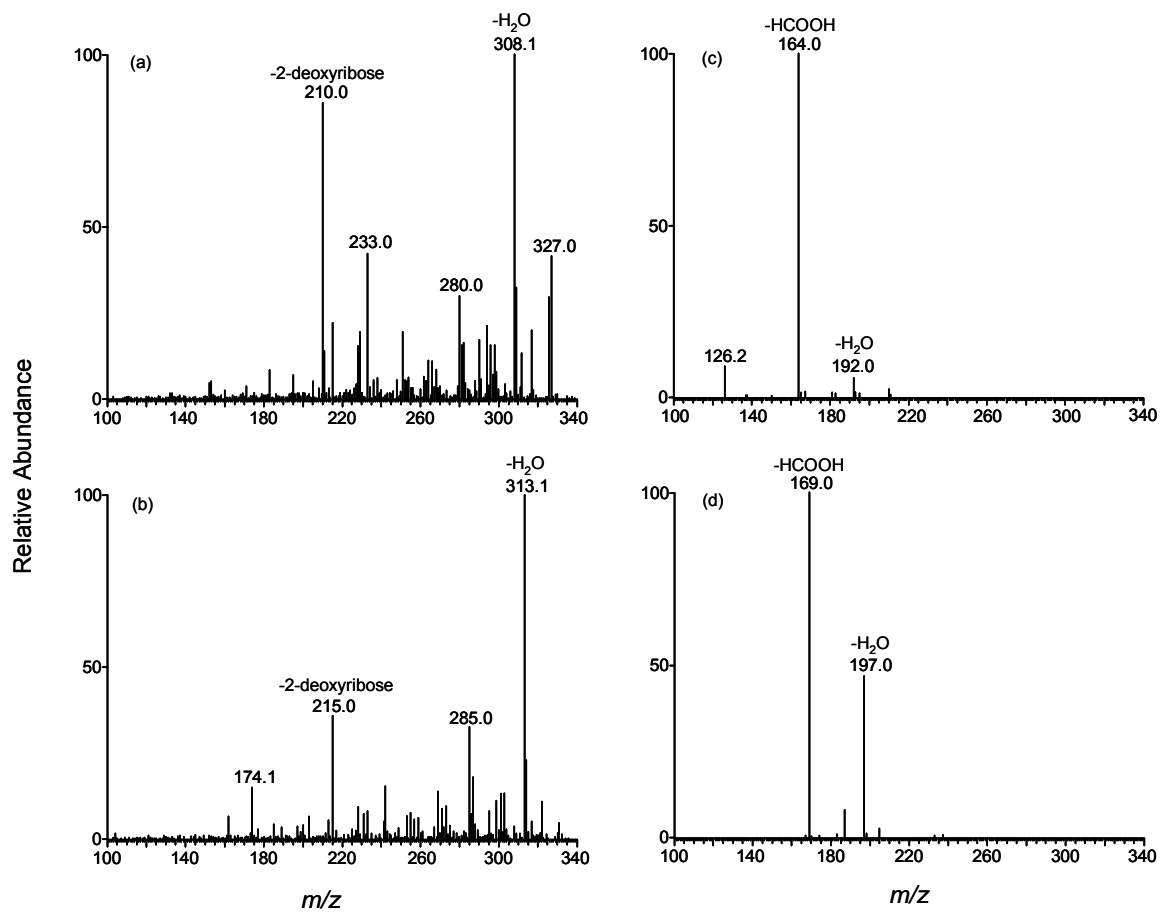 -H2O
308.1
100
(a)
-2-deoxyribose
210.0
50
233.0
280.0
327.0
0
100 140 180 220 260 300 340
-HCOOH
164.0
100
(c)
50
-H2O
192.0
126.2
0
100 140 180 220 260 300 340
Relative Abundance
-H2O
313.1
100
(b)
50
-2-deoxyribose
215.0
285.0
174.1
0
100 140 180 220 260 300 340
m/z
-HCOOH
169.0
100
(d)
50
-H2O
197.0
0
100 140 180 220 260 300 340
m/z